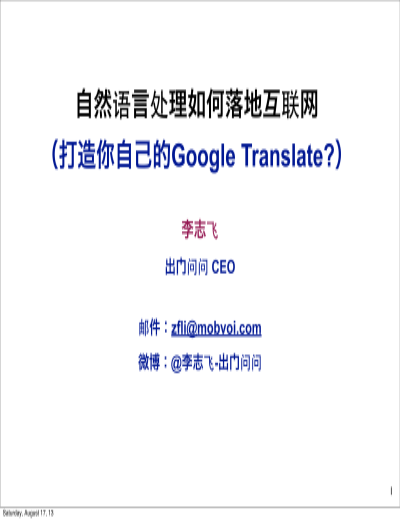 自然语言处理如何落地互联网
（打造你自己的Google Translate?）
李志飞
出门问问 CEO
邮件：zfli@mobvoi.com
微博：@李志飞-出门问问
1
Saturday, August 17, 13